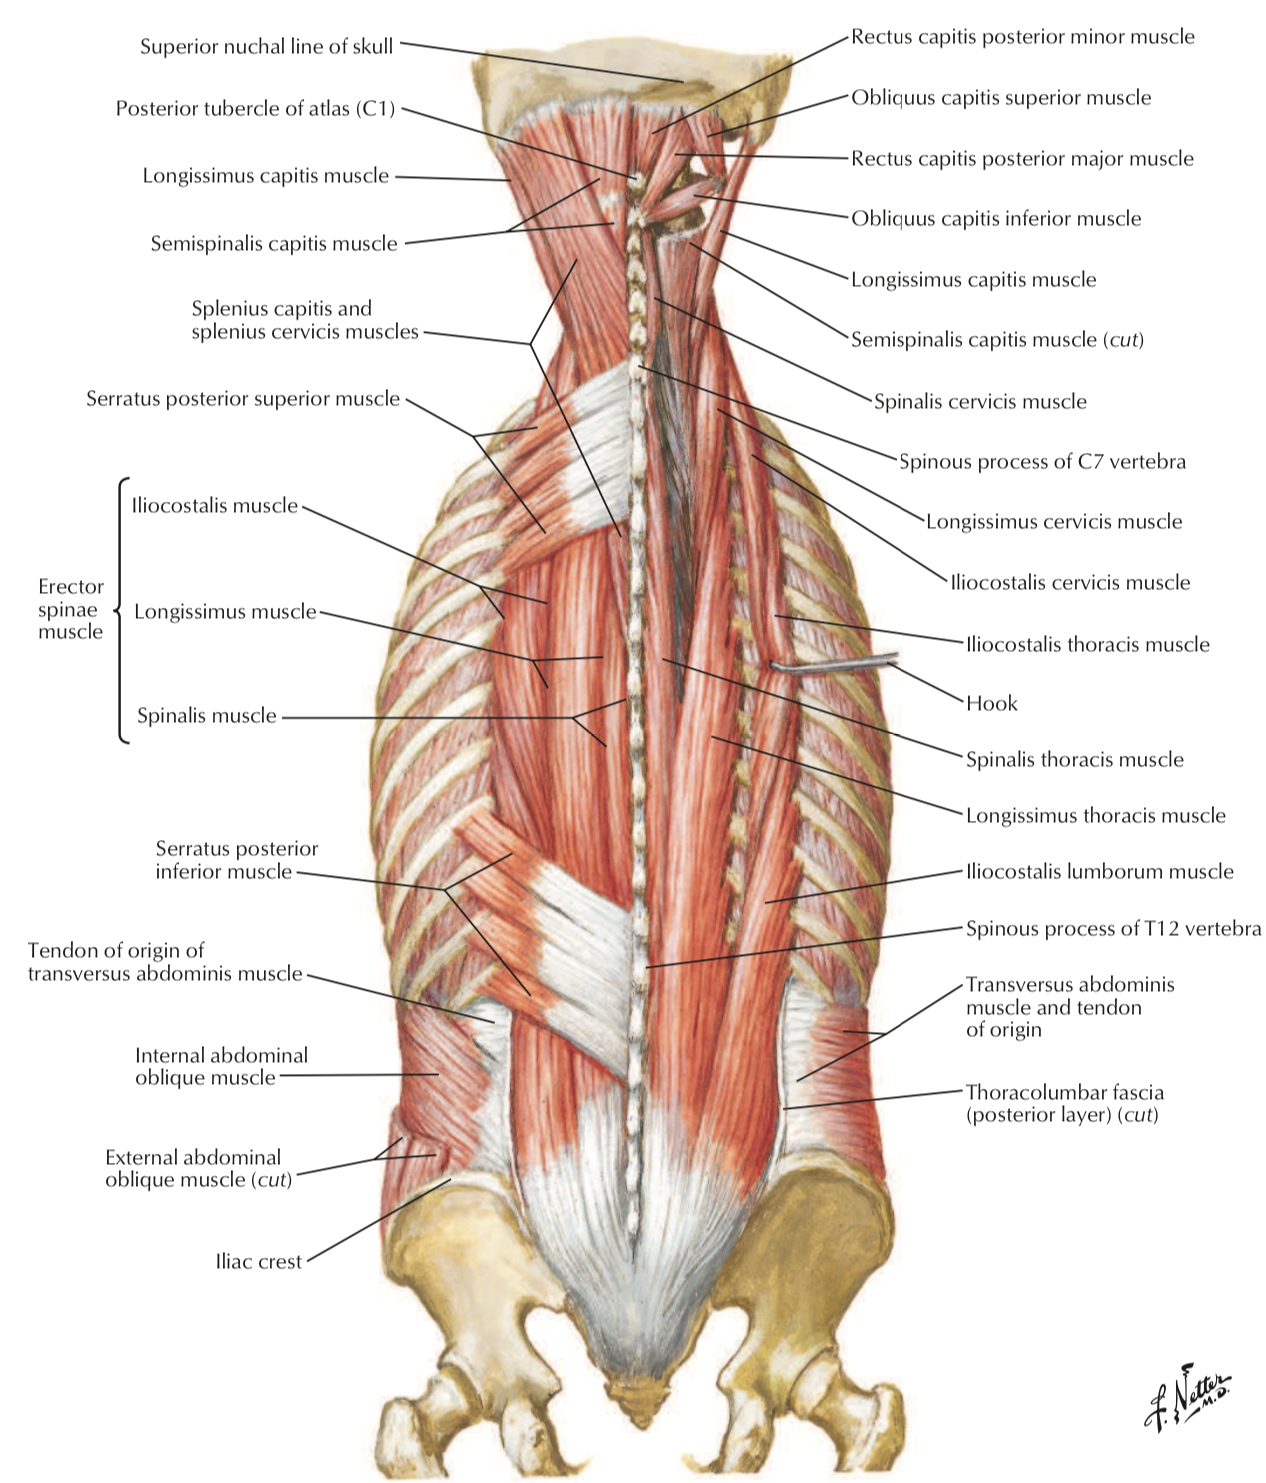 Superior nuchal line of skull
Posterior tubercle of atlas (C1)
Longissimus capitis muscle
Semispinalis capitis muscle
Splenius capitis and
splenius cervicis muscles
Serratus posterior superior muscle
Iliocostalis muscle
Erector
spinae
muscle
Longissimus muscle
Spinalis muscle
Serratus posterior
inferior muscle
Tendon of origin of
transversus abdominis muscle
Internal abdominal
oblique muscle
External abdominal
oblique muscle (cut)
Iliac crest
Rectus capitis posterior minor muscle
Obliquus capitis superior muscle
Rectus capitis posterior major muscle
Obliquus capitis inferior muscle
Longissimus capitis muscle
Semispinalis capitis muscle (cut)
Spinalis cervicis muscle
Spinous process of C7 vertebra
Longissimus cervicis muscle
Iliocostalis cervicis muscle
Iliocostalis thoracis muscle
Hook
Spinalis thoracis muscle
Longissimus thoracis muscle
Iliocostalis lumborum muscle
Spinous process of T12 vertebra
Transversus abdominis
muscle and tendon
of origin
Thoracolumbar fascia
(posterior layer) (cut)
F. Netter
M.D.